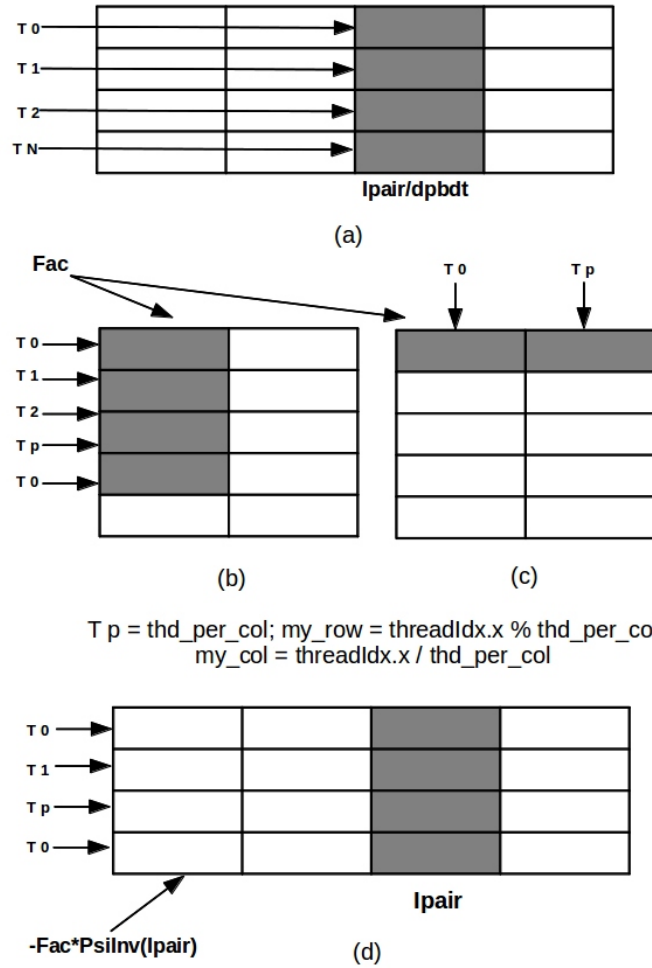 T 0
T 1
T 2
T N
Ipair/dpbdt
(a)
Fac
T 0
T p
T 0
T 1
T 2
T p
T 0
(b)
(c)
T p = thd_per_col; my_row = threadIdx.x % thd_per_co
my_col = threadIdx.x / thd_per_col
T 0
T 1
T p
T 0
Ipair
-Fac*PsiInv(Ipair)
(d)